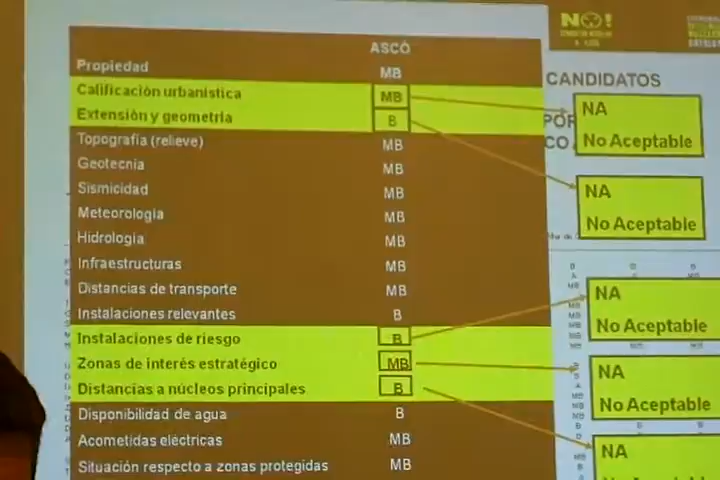 ASCÓ
Propiedad MB
Calificación urbanística MB
Extensión y geometría B
Topografía (relieve) MB
Geotecnia MB
Sismicidad MB
Meteorología MB
Hidrología MB
Infraestructuras MB
Distancias de transporte MB
Instalaciones relevantes B
Instalaciones de riesgo B
Zonas de interés estratégico MB
Distancias a núcleos principales B
Disponibilidad de agua B
Acometidas eléctricas MB
Situación respecto a zonas protegidas MB
NO!
CANDIDATOS
NA
No Aceptable
NA
No Aceptable
NA
No Aceptable
NA
No Aceptable
NA